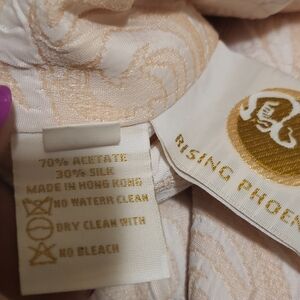 70% ACETATE
30% SILK
MADE IN HONG KONG
NO WATERR CLEAN
DRY CLEAN WITH
NO BLEACH
RISING PHOEN